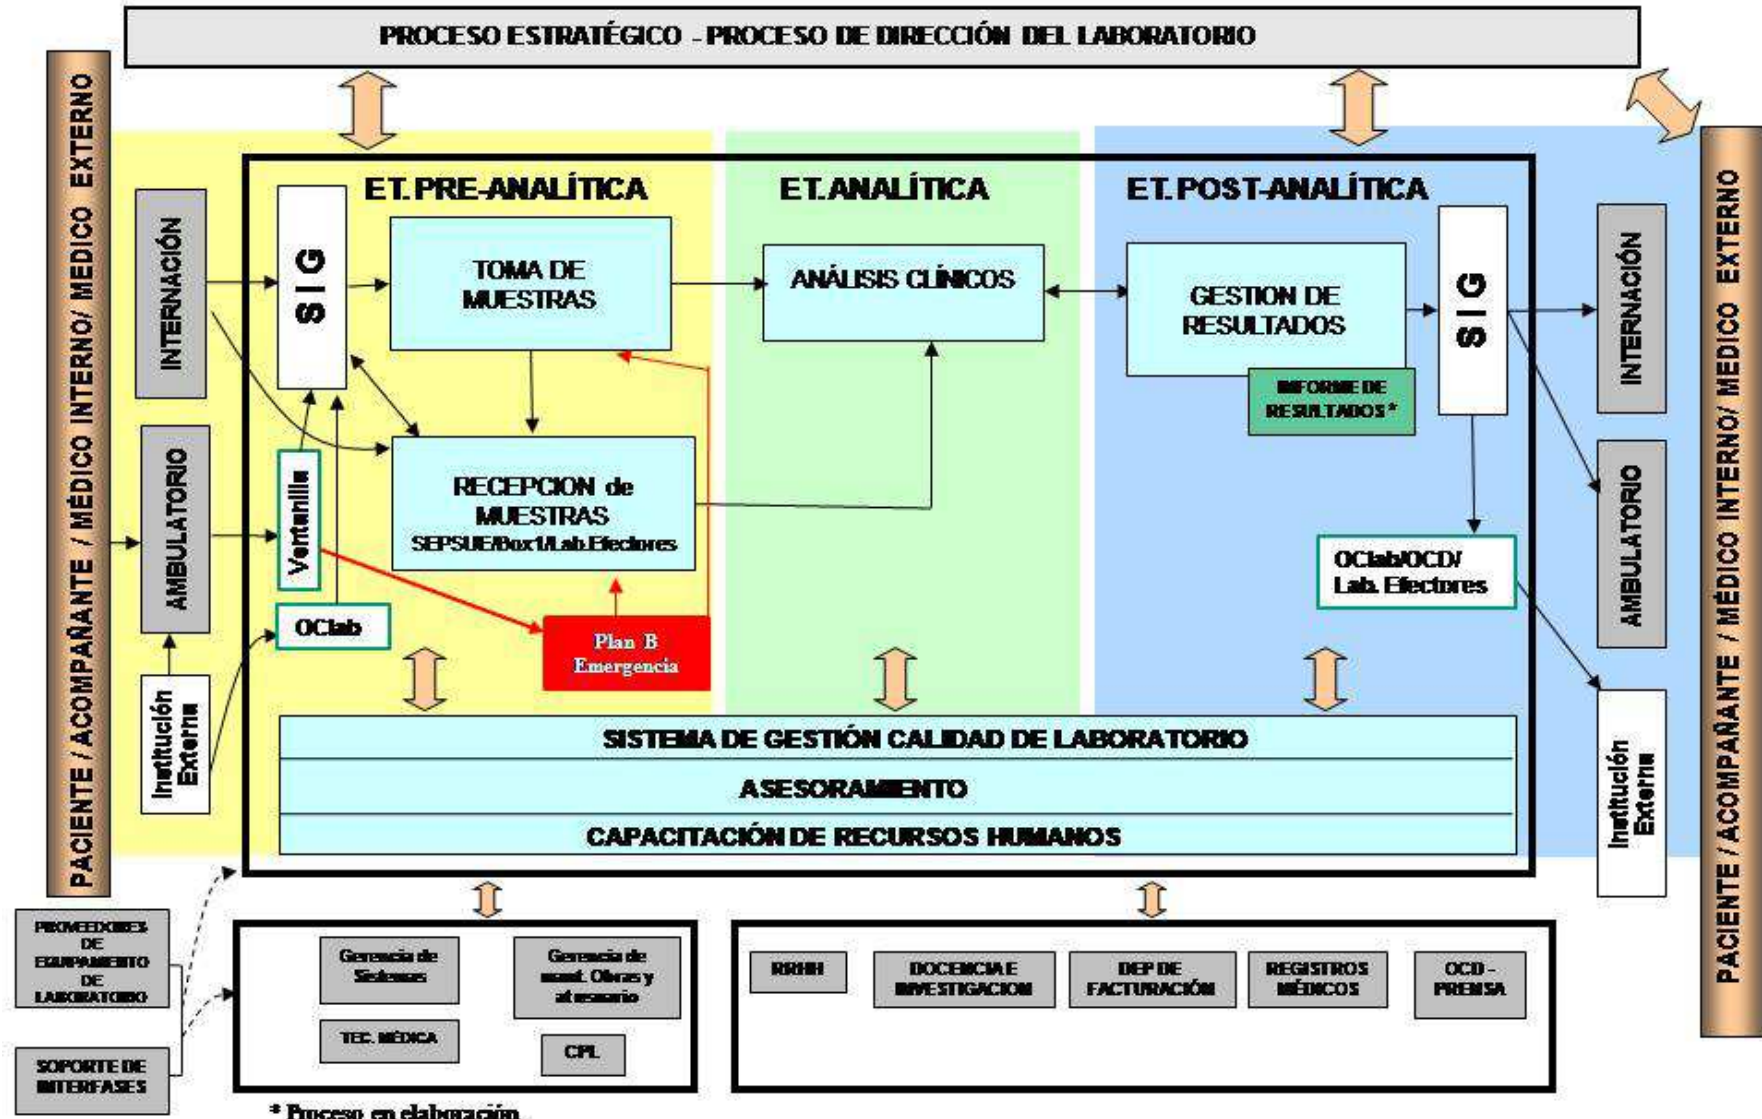 PROCESO ESTRATÉGICO - PROCESO DE DIRECCIÓN DEL LABORATORIO
PACIENTE / ACOMPAÑANTE / MÉDICO INTERNO/ MEDICO EXTERNO
INTERNACIÓN
AMBULATORIO
Institución
Externa
ET. PRE-ANALÍTICA
SIG
TOMA DE
MUESTRAS
RECEPCION de
MUESTRAS
SEPSUE/Box1/Lab.Efectores
Ventanilla
OClab
Plan B
Emergencia
ET. ANALÍTICA
ANÁLISIS CLÍNICOS
ET. POST-ANALÍTICA
GESTION DE
RESULTADOS
INFORME DE
RESULTADOS *
SIG
OClab/OCD/
Lab. Efectores
INTERNACIÓN
AMBULATORIO
Institución
Externa
PACIENTE / ACOMPAÑANTE / MÉDICO INTERNO/ MEDICO EXTERNO
SISTEMA DE GESTIÓN CALIDAD DE LABORATORIO
ASESORAMIENTO
CAPACITACIÓN DE RECURSOS HUMANOS
PROVEEDORES
DE
EQUIPAMIENTO
DE
LABORATORIO
SOPORTE DE
INTERFASES
Gerencia de
Sistemas
Gerencia de
mant. Obras y
at usuario
TEC. MÉDICA
CPL
RRHH
DOCENCIA E
INVESTIGACION
DEP DE
FACTURACIÓN
REGISTROS
MÉDICOS
OCD -
PRENSA
* Proceso en elaboración